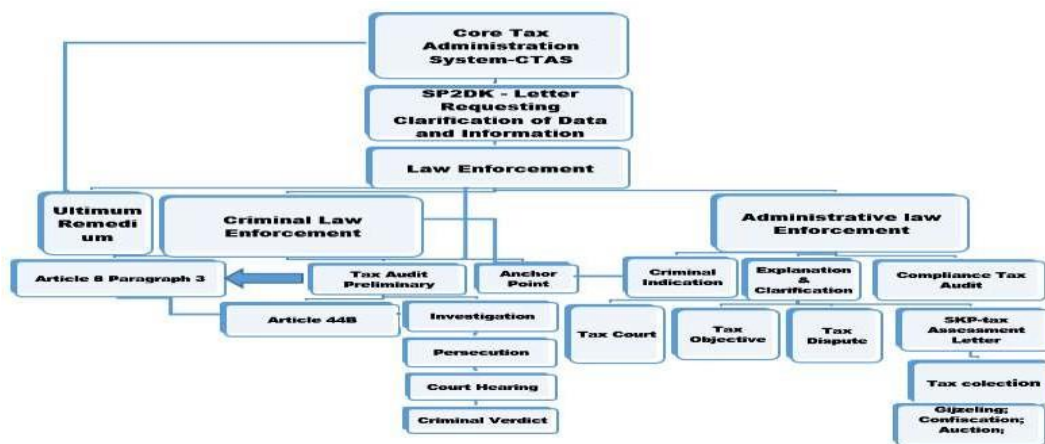 Core Tax
Administration
System-CTAS
SP2DK - Letter
Requesting
Clarification of Data
and Information
Law Enforcement
Ultimum
Remedi
um
Criminal Law
Enforcement
Administrative law
Enforcement
Article 8 Paragraph 3
Tax Audit
Preliminary
Anchor
Point
Criminal
Indication
Explanation
&
Clarification
Compliance Tax
Audit
Article 44B
Investigation
Tax Court
Tax
Objective
Tax
Dispute
SKP-tax
Assessment
Letter
Persecution
Court Hearing
Tax colection
Criminal Verdict
Gijzeling;
Confiscation;
Auction;